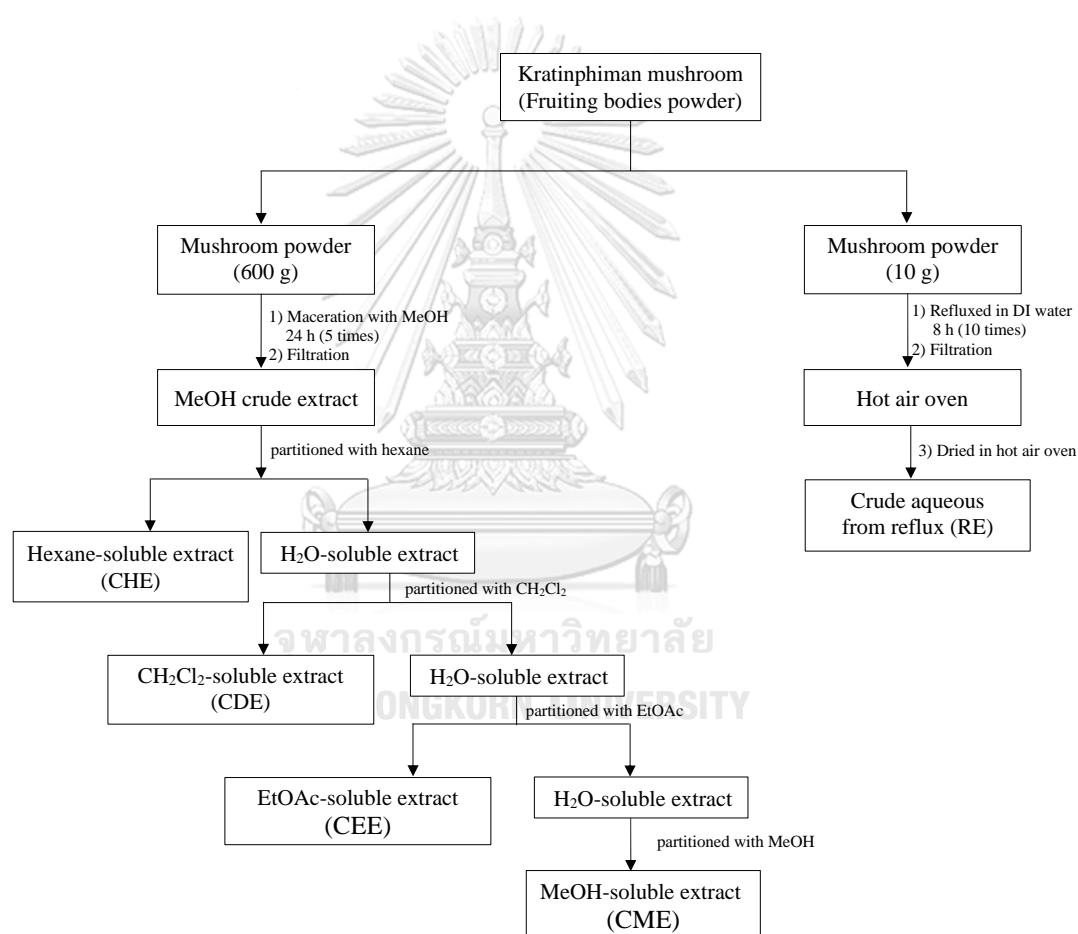 Kratinphiman mushroom
(Fruiting bodies powder)
Mushroom powder
(600 g)
Mushroom powder
(10 g)
1) Maceration with MeOH
24 h (5 times)
2) Filtration
1) Refluxed in DI water
8 h (10 times)
2) Filtration
MeOH crude extract
Hot air oven
partitioned with hexane
3) Dried in hot air oven
Hexane-soluble extract
(CHE)
H₂O-soluble extract
Crude aqueous
from reflux (RE)
partitioned with CH₂Cl₂
จุฬาลงกรณ์มหาวิทยาลัย
CH₂Cl₂-soluble extract
(CDE)
H₂O-soluble extract
ONGKORN UNIVERSITY
partitioned with EtOAc
EtOAc-soluble extract
(CEE)
H₂O-soluble extract
partitioned with MeOH
MeOH-soluble extract
(CME)